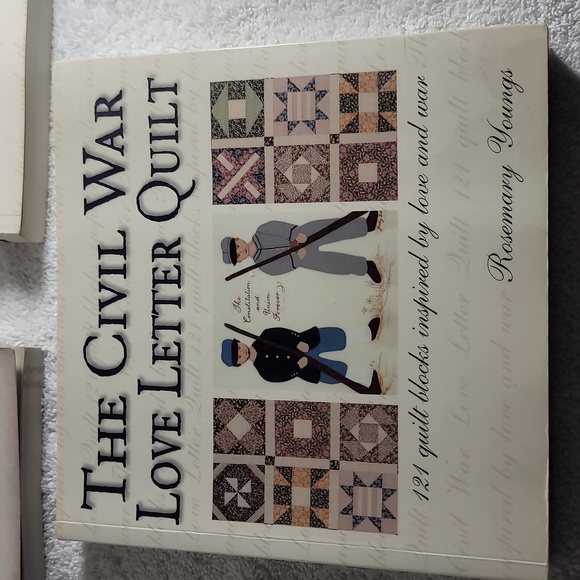 THE CIVIL WAR
LOVE LETTER QUILT
The
Constitution
and
Union
Forever
121 quilt blocks inspired by love and war
Rosemary Youngs